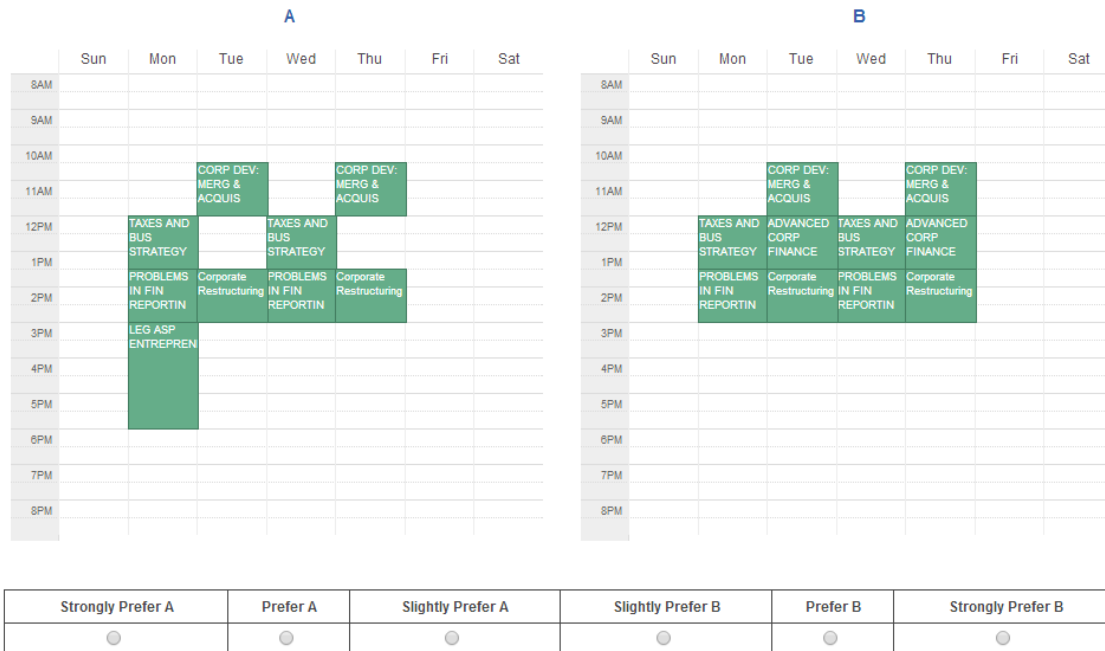 A
Sun Mon Tue Wed Thu Fri Sat
8AM
9AM
10AM
CORP DEV: CORP DEV:
MERG & MERG &
11AM ACQUIS ACQUIS
12PM TAXES AND TAXES AND
BUS BUS
STRATEGY STRATEGY
1PM
PROBLEMS Corporate PROBLEMS Corporate
2PM IN FIN Restructuring IN FIN Restructuring
REPORTIN REPORTIN
3PM LEG ASP
ENTREPREN
4PM
5PM
6PM
7PM
8PM
B
Sun Mon Tue Wed Thu Fri Sat
8AM
9AM
10AM
CORP DEV: CORP DEV:
MERG & MERG &
11AM ACQUIS ACQUIS
12PM TAXES AND ADVANCED TAXES AND ADVANCED
BUS CORP BUS CORP
STRATEGY FINANCE STRATEGY FINANCE
1PM
PROBLEMS Corporate PROBLEMS Corporate
2PM IN FIN Restructuring IN FIN Restructuring
REPORTIN REPORTIN
3PM
4PM
5PM
6PM
7PM
8PM
Strongly Prefer A Prefer A Slightly Prefer A Slightly Prefer B Prefer B Strongly Prefer B